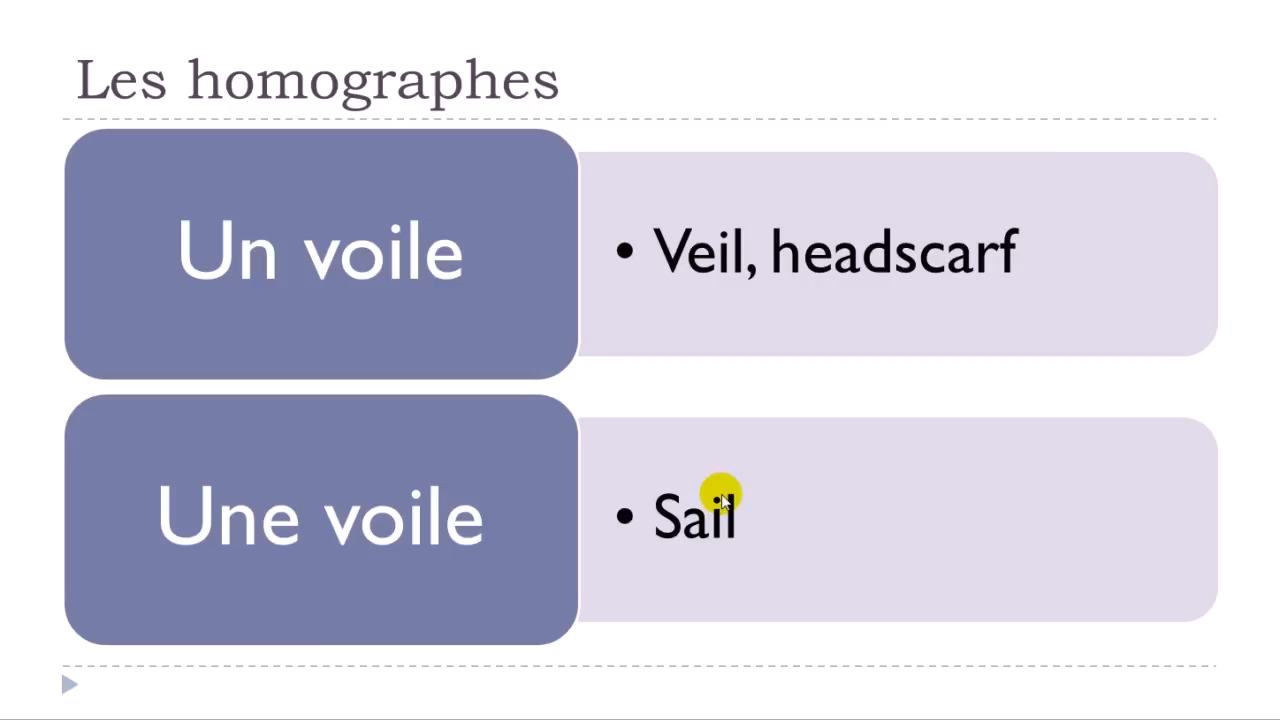 Les homographes
Un voile
• Veil, headscarf
Une voile
• Sail